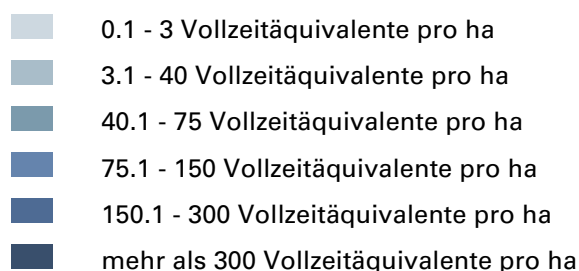 0.1 - 3 Vollzeitäquivalente pro ha
3.1 - 40 Vollzeitäquivalente pro ha
40.1 - 75 Vollzeitäquivalente pro ha
75.1 - 150 Vollzeitäquivalente pro ha
150.1 - 300 Vollzeitäquivalente pro ha
mehr als 300 Vollzeitäquivalente pro ha